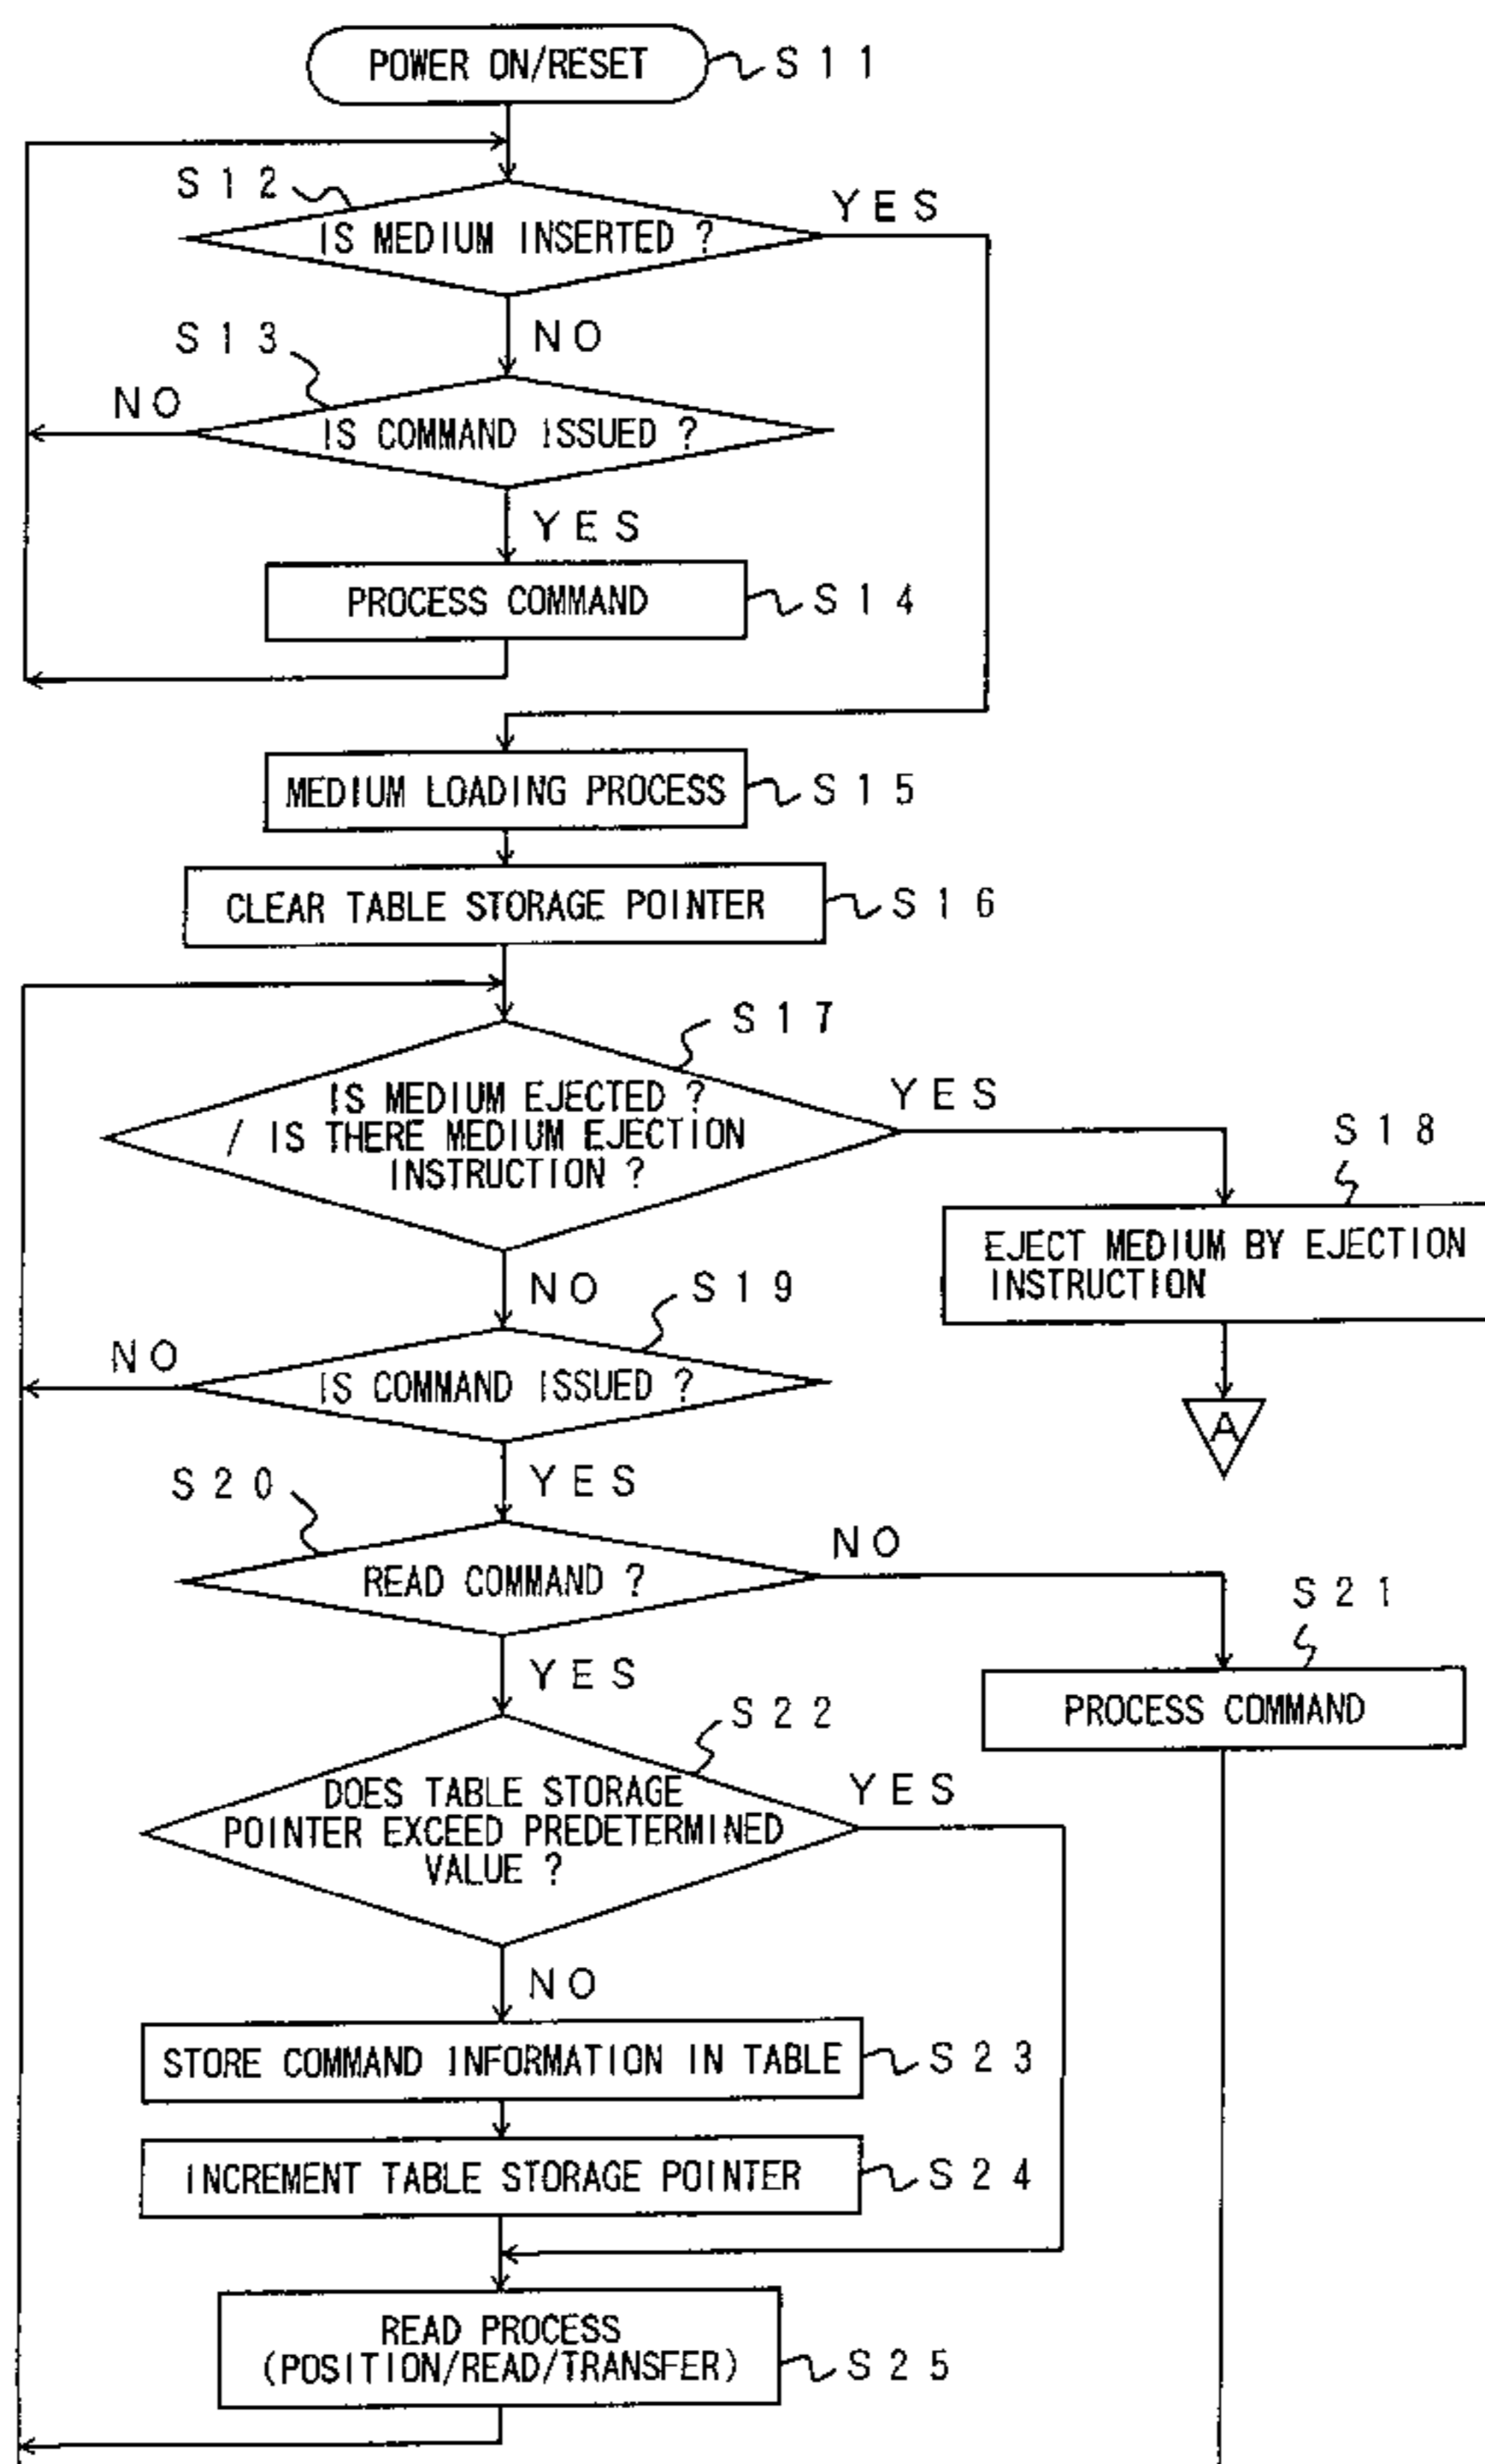 POWER ON/RESET
S11
S12
YES
IS MEDIUM INSERTED ?
S13
NO
NO
IS COMMAND ISSUED ?
YES
PROCESS COMMAND
S14
MEDIUM LOADING PROCESS
S15
CLEAR TABLE STORAGE POINTER
S16
S17
IS MEDIUM EJECTED ?
/ IS THERE MEDIUM EJECTION
INSTRUCTION ?
YES
S18
EJECT MEDIUM BY EJECTION
INSTRUCTION
A
NO
S19
NO
IS COMMAND ISSUED ?
YES
S20
READ COMMAND ?
NO
S21
PROCESS COMMAND
YES
S22
DOES TABLE STORAGE
POINTER EXCEED PREDETERMINED
VALUE ?
YES
NO
STORE COMMAND INFORMATION IN TABLE
S23
INCREMENT TABLE STORAGE POINTER
S24
READ PROCESS
(POSITION/READ/TRANSFER)
S25